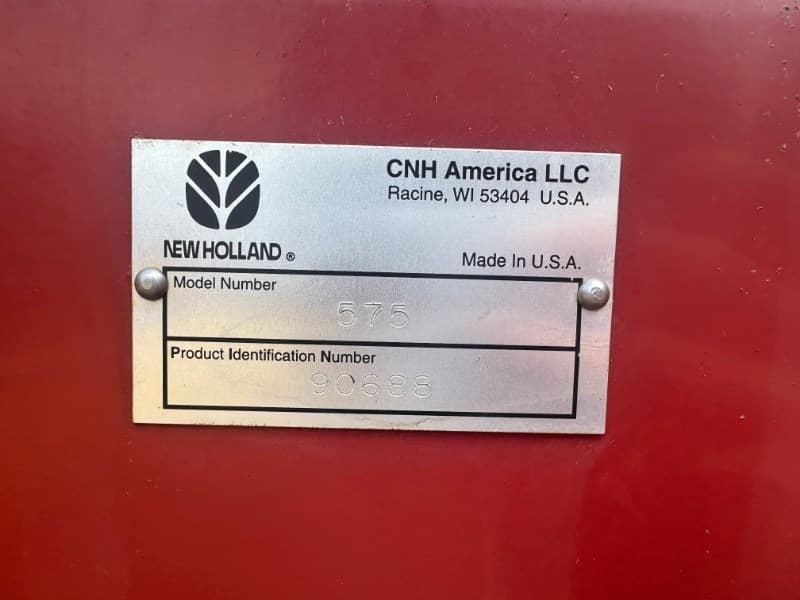 CNH America LLC
Racine, WI 53404 U.S.A.
NEW HOLLAND ®
Made In U.S.A.
Model Number
575
Product Identification Number
90688